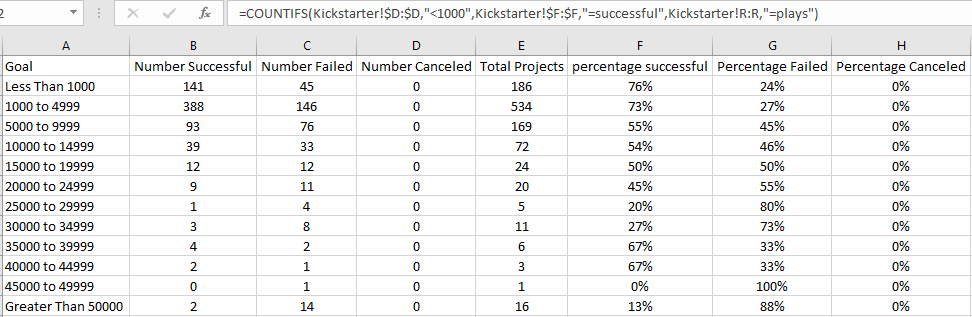 2 fx =COUNTIFS(Kickstarter!$D:$D,"<1000",Kickstarter!$F:$F,"=successful",Kickstarter!R:R,"=plays")
A B C D E F G H
Goal Number Successful Number Failed Number Canceled Total Projects percentage successful Percentage Failed Percentage Canceled
Less Than 1000 141 45 0 186 76% 24% 0%
1000 to 4999 388 146 0 534 73% 27% 0%
5000 to 9999 93 76 0 169 55% 45% 0%
10000 to 14999 39 33 0 72 54% 46% 0%
15000 to 19999 12 12 0 24 50% 50% 0%
20000 to 24999 9 11 0 20 45% 55% 0%
25000 to 29999 1 4 0 5 20% 80% 0%
30000 to 34999 3 8 0 11 27% 73% 0%
35000 to 39999 4 2 0 6 67% 33% 0%
40000 to 44999 2 1 0 3 67% 33% 0%
45000 to 49999 0 1 0 1 0% 100% 0%
Greater Than 50000 2 14 0 16 13% 88% 0%